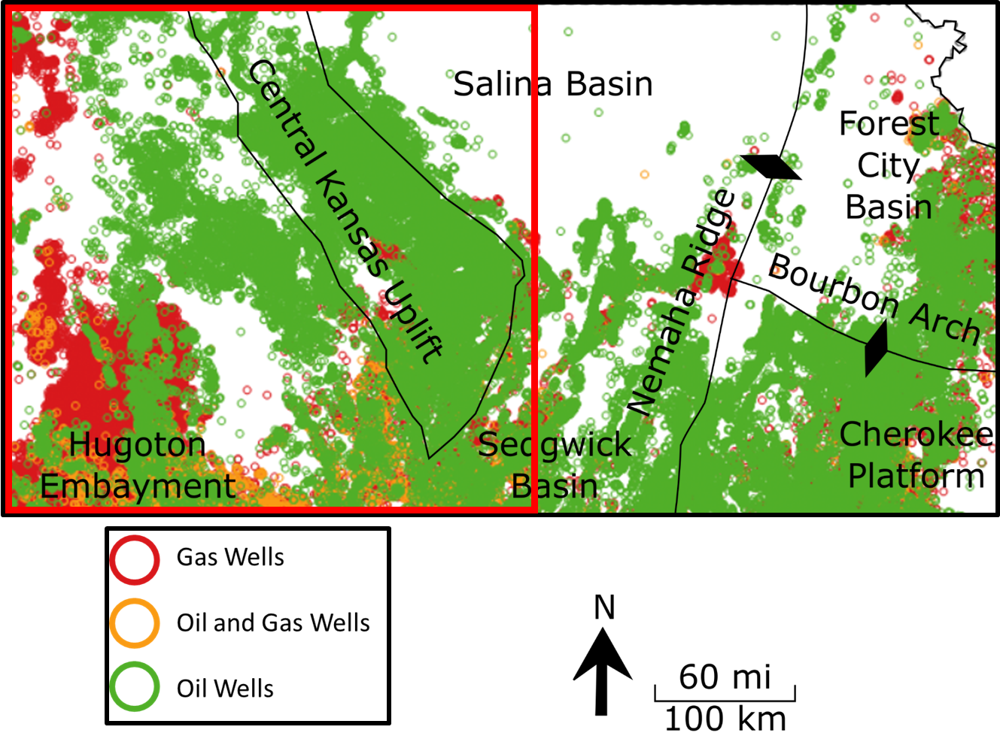 Salina Basin
Central Kansas Uplift
Forest
City
Basin
Nemaha Ridge
Bourbon Arch
Hugoton
Embayment
Sedgwick
Basin
Cherokee
Platform
Gas Wells
Oil and Gas Wells
Oil Wells
N
60 mi
100 km